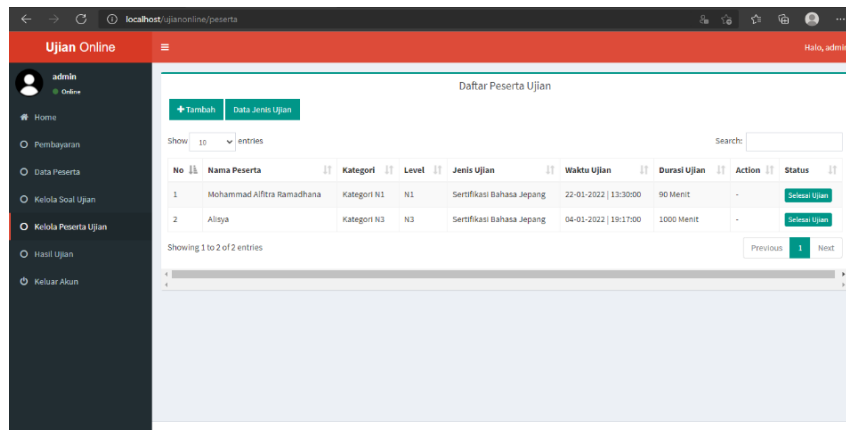 localhost/ujianonline/peserta
Ujian Online
Halo, admin
admin
Online
Home
Pembayaran
Data Peserta
Kelola Soal Ujian
Kelola Peserta Ujian
Hasil Ujian
Keluar Akun
Daftar Peserta Ujian
Tambah Data Jenis Ujian
Show 10 entries Search:
No Nama Peserta Kategori Level Jenis Ujian Waktu Ujian Durasi Ujian Action Status
1 Mohammad Alfitra Ramadhana Kategori N1 N1 Sertifikasi Bahasa Jepang 22-01-2022 | 13:30:00 90 Menit - Selesai Ujian
2 Alisya Kategori N3 N3 Sertifikasi Bahasa Jepang 04-01-2022 | 19:17:00 1000 Menit - Selesai Ujian
Showing 1 to 2 of 2 entries Previous 1 Next